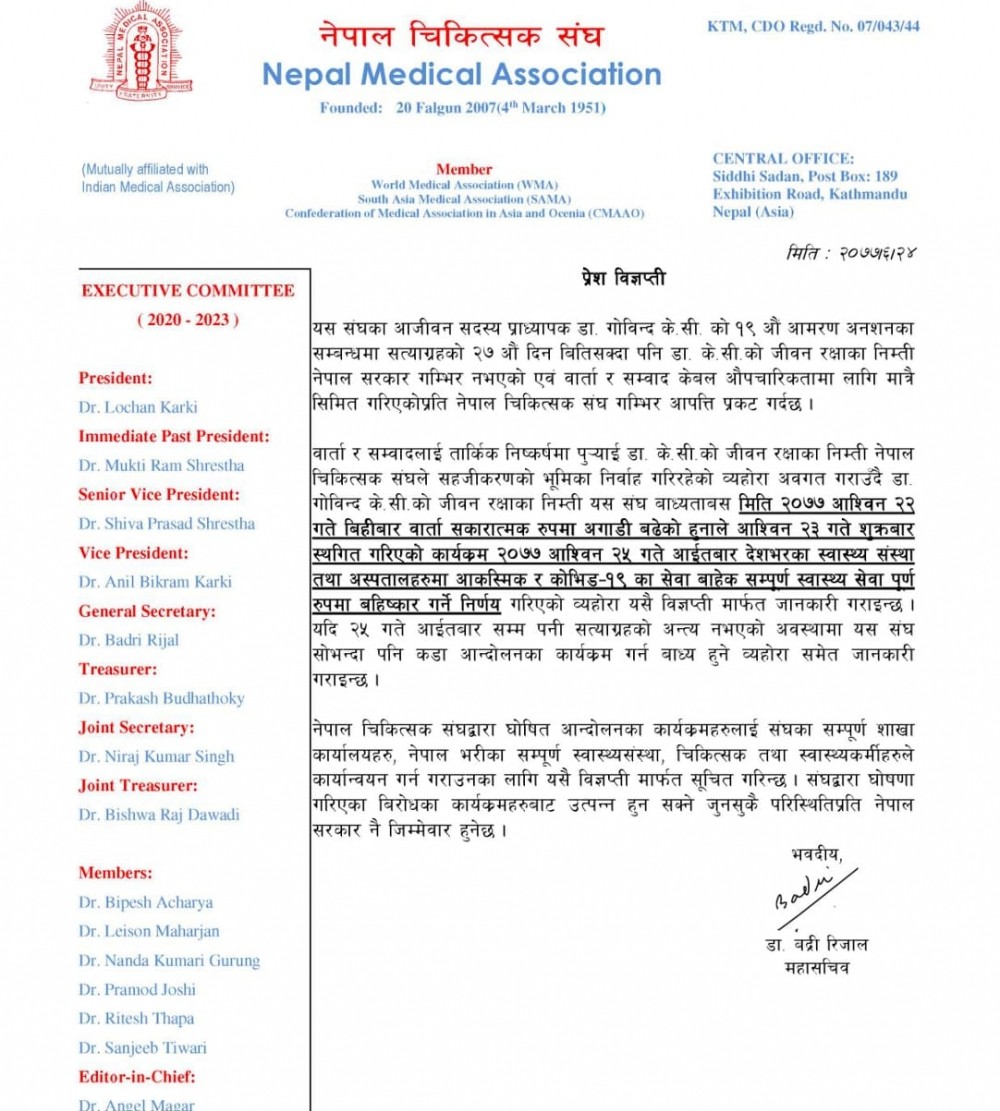 नेपाल चिकित्सक संघ
Nepal Medical Association
Founded: 20 Falgun 2007(4th March 1951)
KTM, CDO Regd. No. 07/043/44
NEPAL MEDICAL ASSOCIATION
FRATERNITY
(Mutually affiliated with
Indian Medical Association)
Member
World Medical Association (WMA)
South Asia Medical Association (SAMA)
Confederation of Medical Association in Asia and Ocenia (CMAAO)
CENTRAL OFFICE:
Siddhi Sadan, Post Box: 189
Exhibition Road, Kathmandu
Nepal (Asia)
मिति : २०७७।६।२४
EXECUTIVE COMMITTEE
( 2020 - 2023 )
President:
Dr. Lochan Karki
Immediate Past President:
Dr. Mukti Ram Shrestha
Senior Vice President:
Dr. Shiva Prasad Shrestha
Vice President:
Dr. Anil Bikram Karki
General Secretary:
Dr. Badri Rijal
Treasurer:
Dr. Prakash Budhathoky
Joint Secretary:
Dr. Niraj Kumar Singh
Joint Treasurer:
Dr. Bishwa Raj Dawadi
Members:
Dr. Bipesh Acharya
Dr. Leison Maharjan
Dr. Nanda Kumari Gurung
Dr. Pramod Joshi
Dr. Ritesh Thapa
Dr. Sanjeeb Tiwari
Editor-in-Chief:
Dr. Angel Magar
प्रेश विज्ञप्ती
यस संघका आजीवन सदस्य प्राध्यापक डा. गोविन्द के.सी. को १९ औं आमरण अनशनका
सम्बन्धमा सत्याग्रहको २७ औं दिन बितिसक्दा पनि डा. के.सी.को जीवन रक्षाका निम्ती
नेपाल सरकार गम्भिर नभएको एवं वार्ता र सम्वाद केबल औपचारिकतामा लागि मात्रै
सिमित गरिएकोप्रति नेपाल चिकित्सक संघ गम्भिर आपत्ति प्रकट गर्दछ ।
वार्ता र सम्वादलाई तार्किक निष्कर्षमा पुऱ्याई डा. के.सी.को जीवन रक्षाका निम्ती नेपाल
चिकित्सक संघले सहजीकरणको भूमिका निर्वाह गरिरहेको व्यहोरा अवगत गराउँदै डा.
गोविन्द के.सी.को जीवन रक्षाका निम्ती यस संघ बाध्यताबस मिति २०७७ आश्विन २२
गते बिहीबार वार्ता सकारात्मक रुपमा अगाडी बढेको हुनाले आश्विन २३ गते शुक्रबार
स्थगित गरिएको कार्यक्रम २०७७ आश्विन २५ गते आईतबार देशभरका स्वास्थ्य संस्था
तथा अस्पतालहरुमा आकस्मिक र कोभिड-१९ का सेवा बाहेक सम्पूर्ण स्वास्थ्य सेवा पूर्ण
रुपमा बहिष्कार गर्ने निर्णय गरिएको व्यहोरा यसै विज्ञप्ती मार्फत जानकारी गराइन्छ ।
यदि २५ गते आईतबार सम्म पनी सत्याग्रहको अन्त्य नभएको अवस्थामा यस संघ
सोभन्दा पनि कडा आन्दोलनका कार्यक्रम गर्न बाध्य हुने व्यहोरा समेत जानकारी
गराइन्छ ।
नेपाल चिकित्सक संघद्वारा घोषित आन्दोलनका कार्यक्रमहरुलाई संघका सम्पूर्ण शाखा
कार्यालयहरु, नेपाल भरीका सम्पूर्ण स्वास्थ्यसंस्था, चिकित्सक तथा स्वास्थ्यकर्मीहरुले
कार्यान्वयन गर्न गराउनका लागि यसै विज्ञप्ती मार्फत सूचित गरिन्छ । संघद्वारा घोषणा
गरिएका बिरोधका कार्यक्रमहरुबाट उत्पन्न हुन सक्ने जुनसुकै परिस्थितिप्रति नेपाल
सरकार नै जिम्मेवार हुनेछ ।
भवदीय,
Badri
डा. वद्री रिजाल
महासचिव